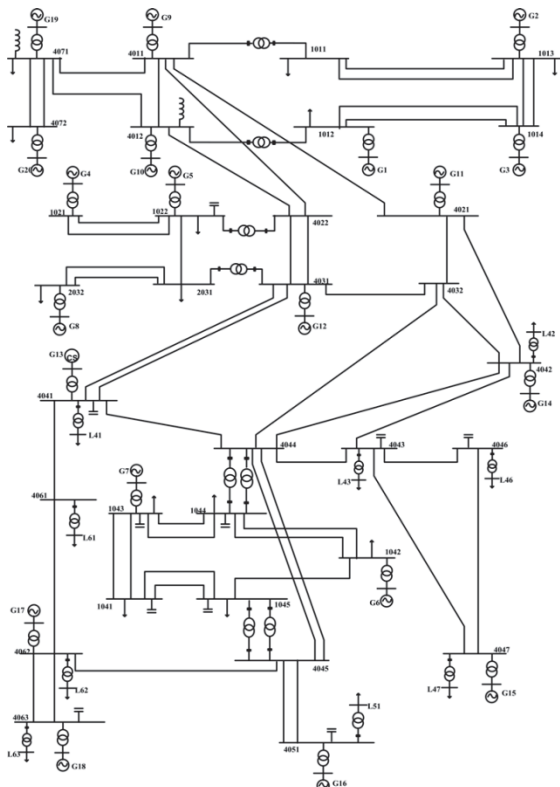 G19 G9 G2
4071 4011 1011 1013
4072 4012 1012 1014
G20 G10 G1 G3
G4 G5 G11
1021 1022 4022 4021
2032 2031 4031 4032
G8 G12
L42
G13 CS 4042
4041 G14
L41 4044 4043 4046
L43 L46
G7
4061 1043 1044
L61 1042
1041 1045 G6
G17
4062 4045 4047
L62 L47 G15
4063 L51
L63 4051
G18 G16